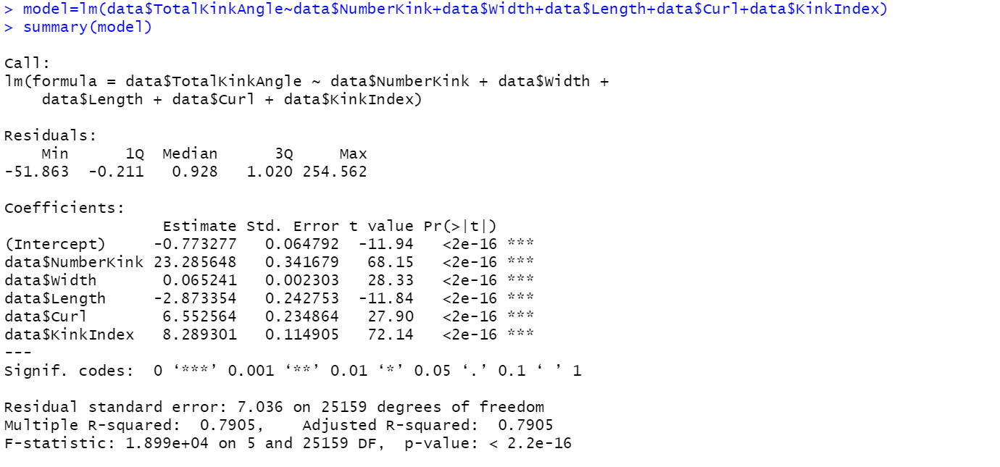 > model=lm(data$TotalKinkAngle~data$NumberKink+data$Width+data$Length+data$Curl+data$KinkIndex)
> summary(model)
Call:
lm(formula = data$TotalKinkAngle ~ data$NumberKink + data$Width +
    data$Length + data$Curl + data$KinkIndex)
Residuals:
    Min      1Q  Median      3Q     Max
-51.863  -0.211   0.928   1.020 254.562
Coefficients:
                 Estimate Std. Error t value Pr(>|t|)
(Intercept)     -0.773277   0.064792  -11.94   <2e-16 ***
data$NumberKink 23.285648   0.341679   68.15   <2e-16 ***
data$Width       0.065241   0.002303   28.33   <2e-16 ***
data$Length     -2.873354   0.242753  -11.84   <2e-16 ***
data$Curl        6.552564   0.234864   27.90   <2e-16 ***
data$KinkIndex   8.289301   0.114905   72.14   <2e-16 ***
---
Signif. codes:  0 ‘***’ 0.001 ‘**’ 0.01 ‘*’ 0.05 ‘.’ 0.1 ‘ ’ 1
Residual standard error: 7.036 on 25159 degrees of freedom
Multiple R-squared:  0.7905,    Adjusted R-squared:  0.7905
F-statistic: 1.899e+04 on 5 and 25159 DF,  p-value: < 2.2e-16